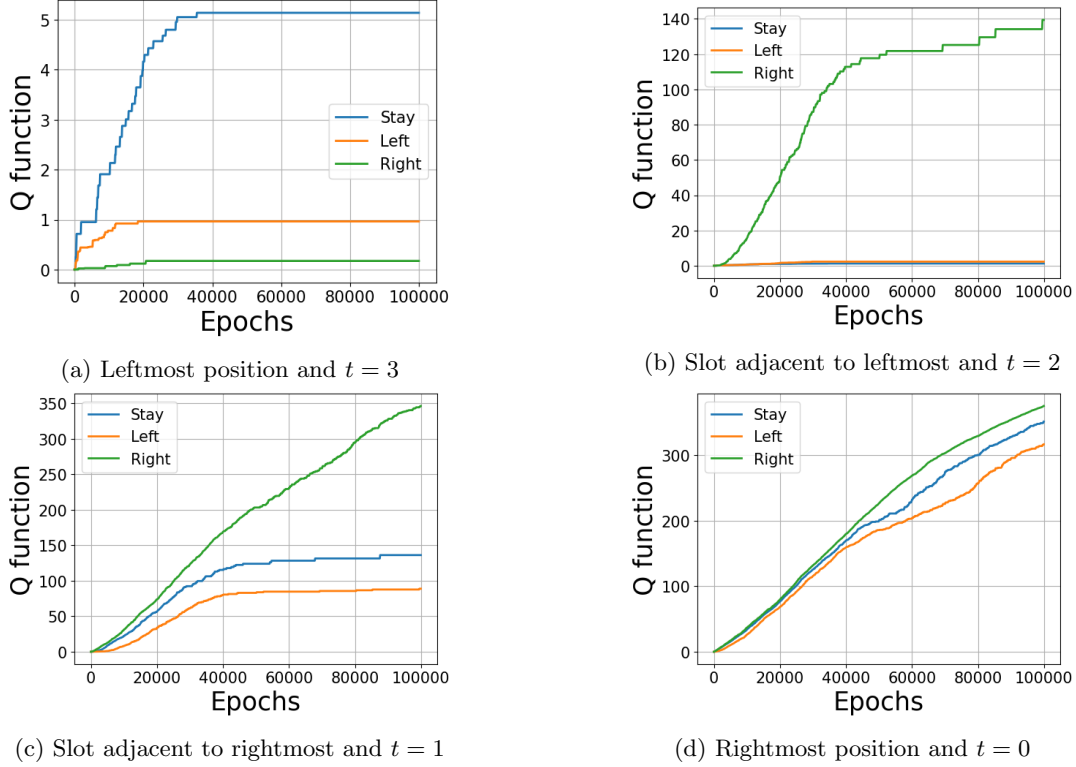 5
4
3
2
1
0
Q function
Stay
Left
Right
0 20000 40000 60000 80000 100000
Epochs
(a) Leftmost position and t = 3
140
120
100
80
60
40
20
0
Q function
Stay
Left
Right
0 20000 40000 60000 80000 100000
Epochs
(b) Slot adjacent to leftmost and t = 2
350
300
250
200
150
100
50
0
Q function
Stay
Left
Right
0 20000 40000 60000 80000 100000
Epochs
(c) Slot adjacent to rightmost and t = 1
300
200
100
0
Q function
Stay
Left
Right
0 20000 40000 60000 80000 100000
Epochs
(d) Rightmost position and t = 0